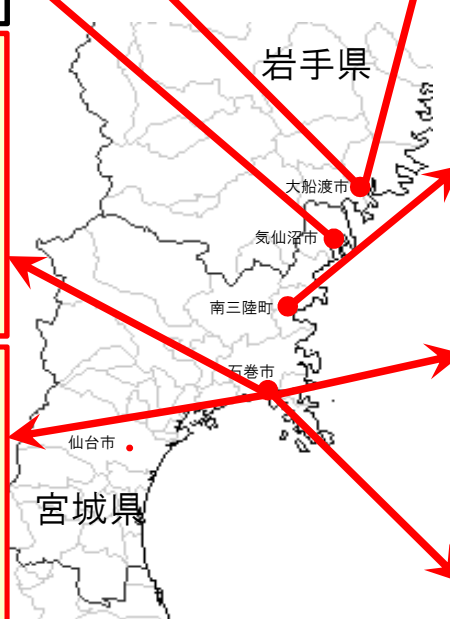 岩手県
大船渡市
気仙沼市
南三陸町
石巻市
仙台市
宮城県